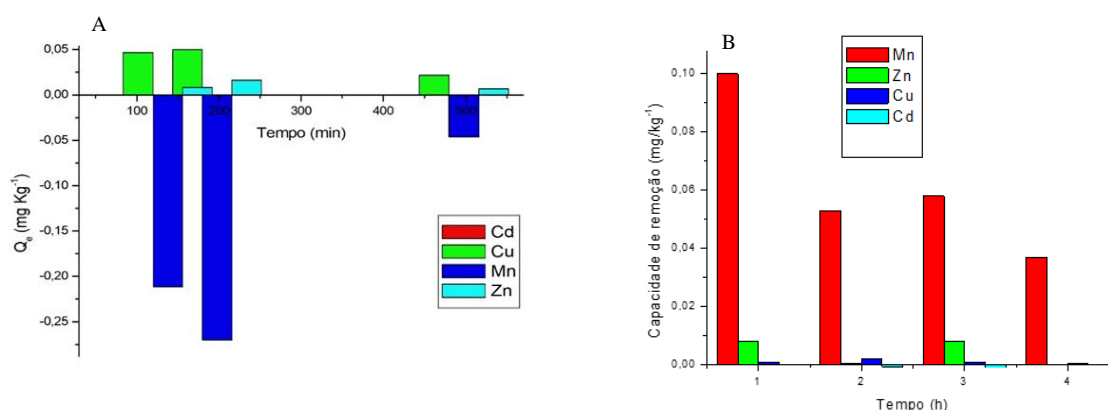 A
0,05
0,00
-0,05
-0,10
-0,15
-0,20
-0,25
100
200
300
400
500
Tempo (min)
Qe (mg Kg-1)
Cd
Cu
Mn
Zn
B
Mn
Zn
Cu
Cd
0,10
0,08
0,06
0,04
0,02
0,00
1
2
3
4
Tempo (h)
Capacidade de remoção (mg/kg-1)